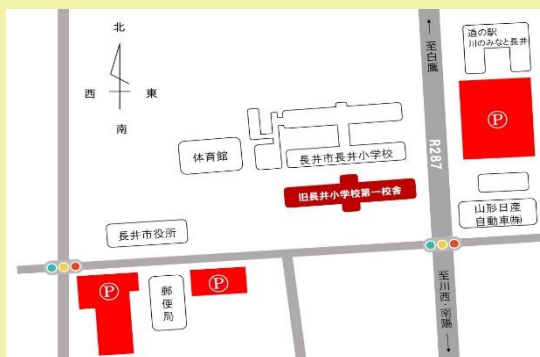 北
西 東
南
至白鷹
道の駅
川のみなと長井
P
R287
体育館
長井市長井小学校
旧長井小学校第一校舎
山形日産
自動車㈱
長井市役所
P
郵便局
P
至川西・南陽